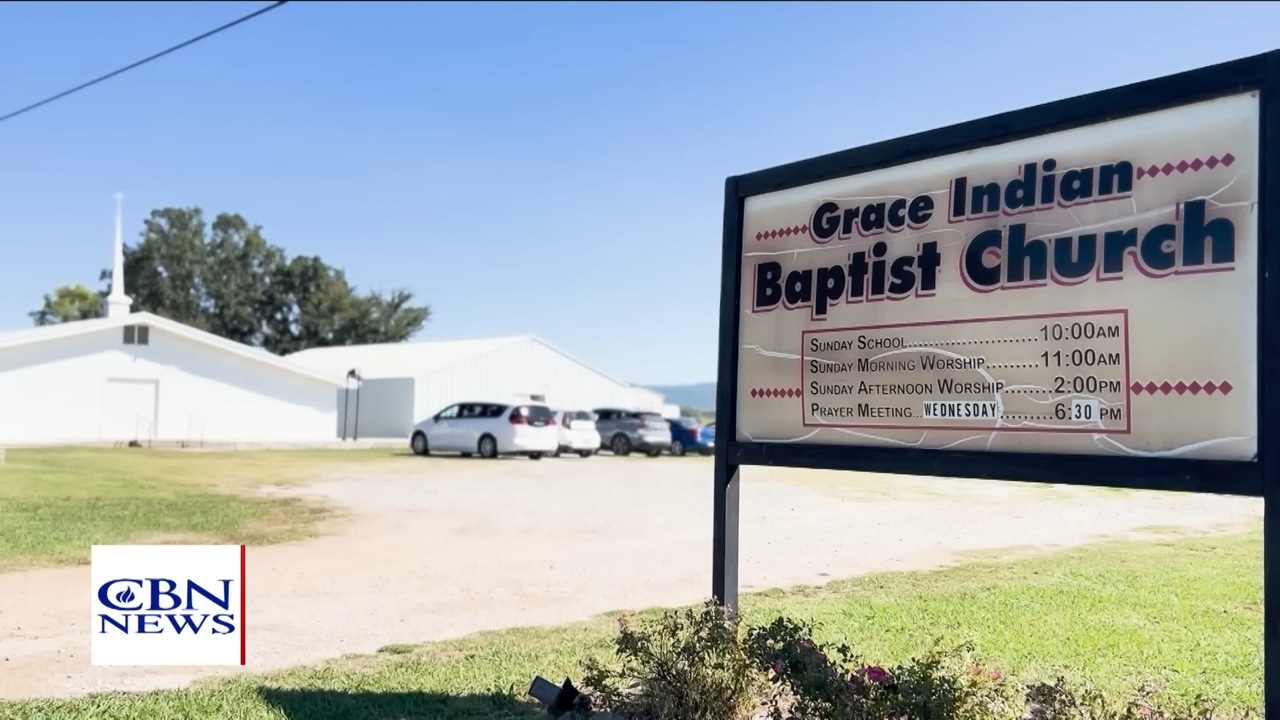 Grace Indian
Baptist Church
Sunday School......................10:00AM
Sunday Morning Worship.........11:00AM
Sunday Afternoon Worship........2:00PM
Prayer Meeting...WEDNESDAY.........6:30 PM
CBN
NEWS